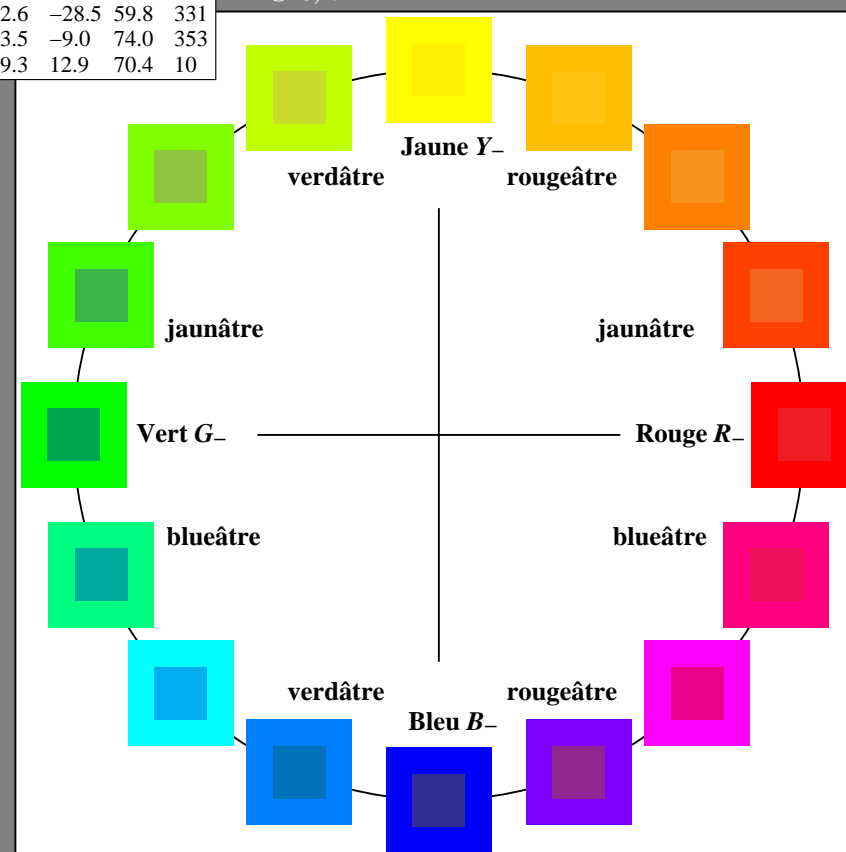 2.6 −28.5 59.8 331
3.5 −9.0 74.0 353
9.3 12.9 70.4 10
Jaune Y−
verdâtre rougeâtre
jaunâtre jaunâtre
Vert G− Rouge R−
blueâtre blueâtre
verdâtre rougeâtre
Bleu B−